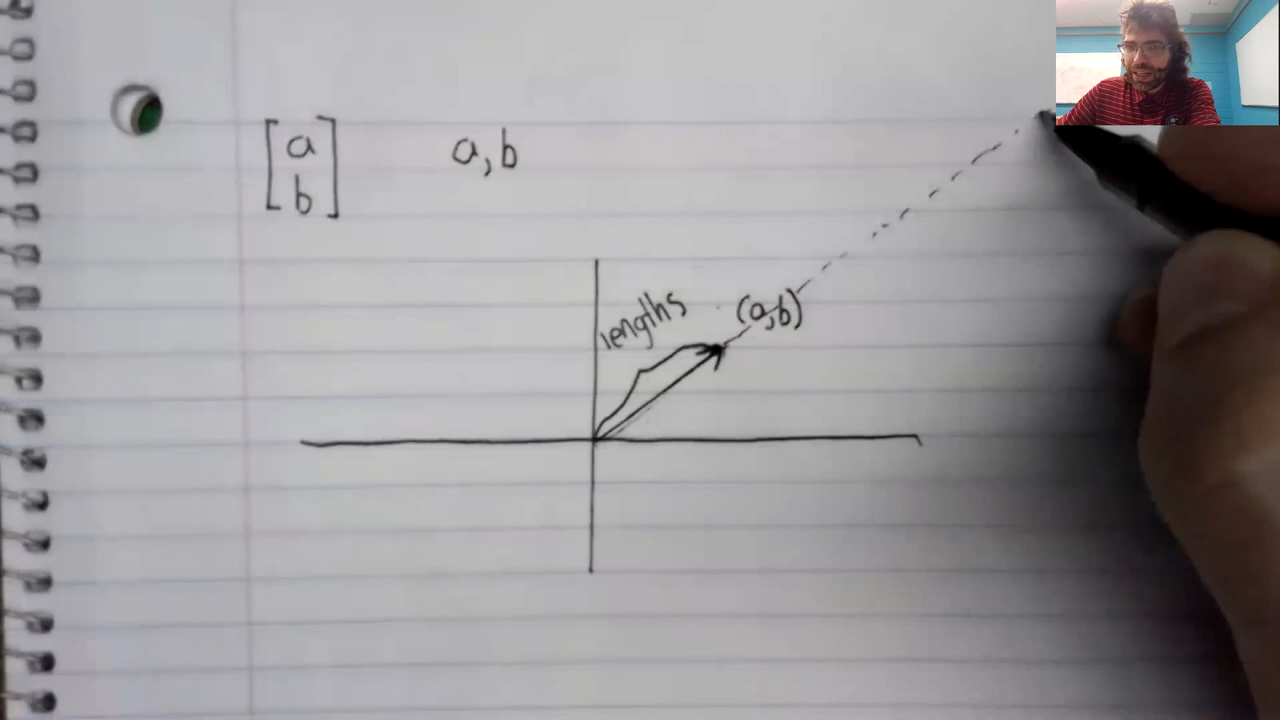 [a
b]
a,b
lengths
(a,b)